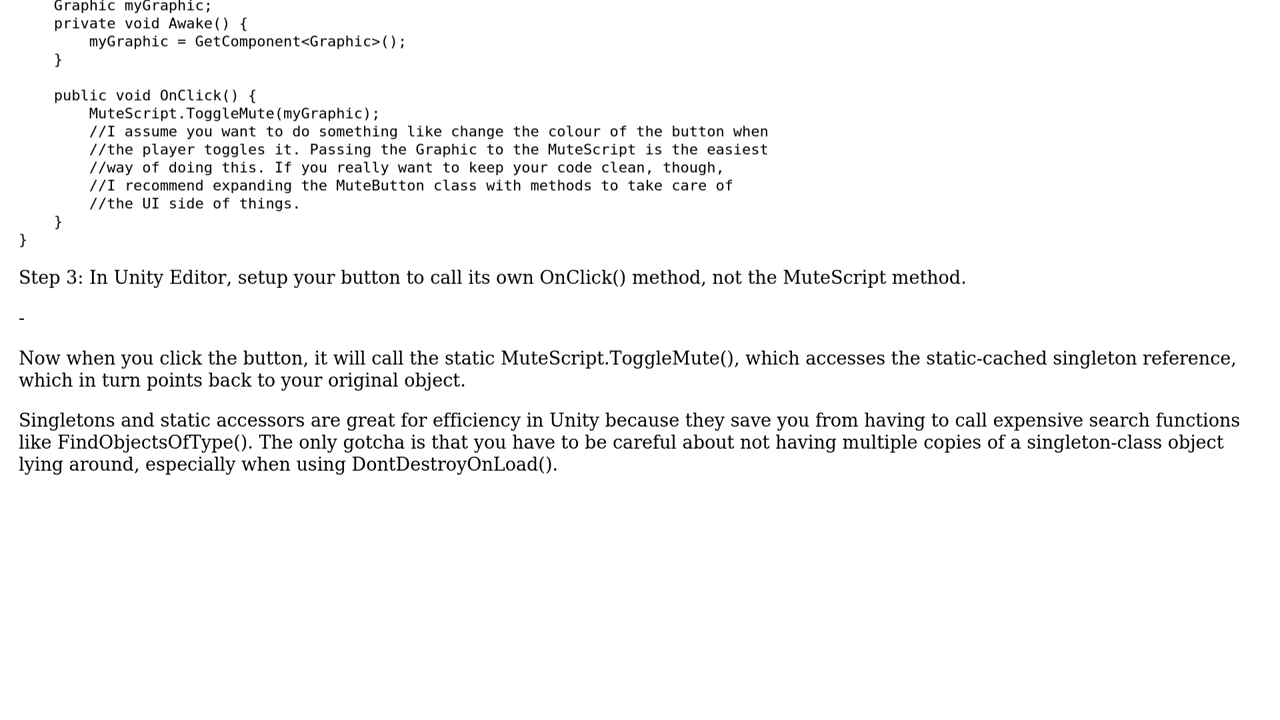 Graphic myGraphic;
private void Awake() {
myGraphic = GetComponent<Graphic>();
}
public void OnClick() {
MuteScript.ToggleMute(myGraphic);
//I assume you want to do something like change the colour of the button when
//the player toggles it. Passing the Graphic to the MuteScript is the easiest
//way of doing this. If you really want to keep your code clean, though,
//I recommend expanding the MuteButton class with methods to take care of
//the UI side of things.
}
}
Step 3: In Unity Editor, setup your button to call its own OnClick() method, not the MuteScript method.
-
Now when you click the button, it will call the static MuteScript.ToggleMute(), which accesses the static-cached singleton reference,
which in turn points back to your original object.
Singletons and static accessors are great for efficiency in Unity because they save you from having to call expensive search functions
like FindObjectsOfType(). The only gotcha is that you have to be careful about not having multiple copies of a singleton-class object
lying around, especially when using DontDestroyOnLoad().